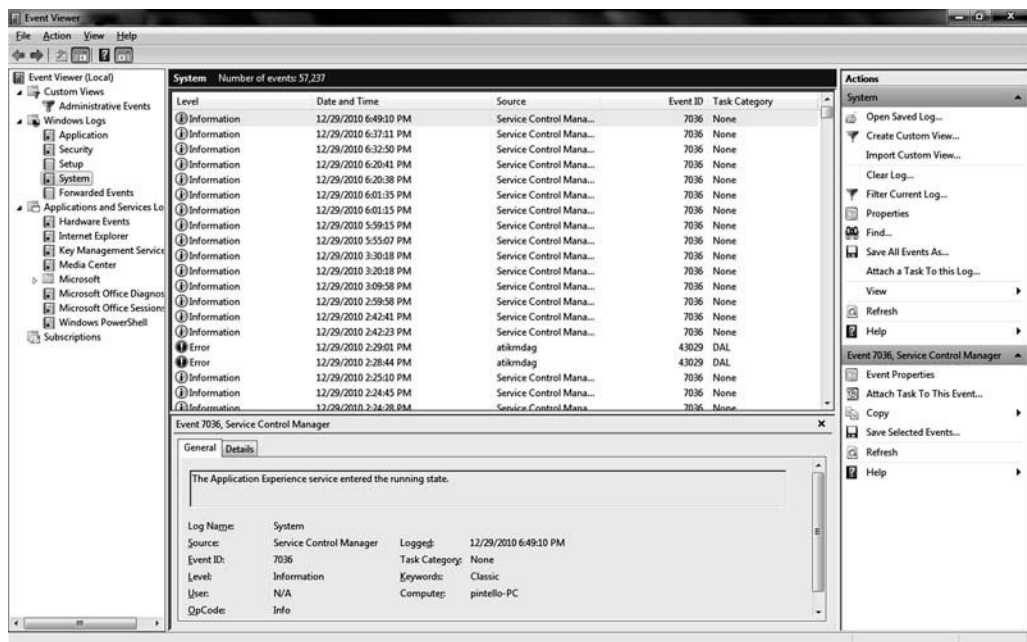 Event Viewer
File Action View Help
Event Viewer (Local)
Custom Views
Administrative Events
Windows Logs
Application
Security
Setup
System
Forwarded Events
Applications and Services Lo
Hardware Events
Internet Explorer
Key Management Service
Media Center
Microsoft
Microsoft Office Diagnos
Microsoft Office Sessions
Windows PowerShell
Subscriptions
System Number of events: 57,237
Level Date and Time Source Event ID Task Category
Information 12/29/2010 6:49:10 PM Service Control Mana... 7036 None
Information 12/29/2010 6:37:11 PM Service Control Mana... 7036 None
Information 12/29/2010 6:32:50 PM Service Control Mana... 7036 None
Information 12/29/2010 6:20:41 PM Service Control Mana... 7036 None
Information 12/29/2010 6:20:38 PM Service Control Mana... 7036 None
Information 12/29/2010 6:01:35 PM Service Control Mana... 7036 None
Information 12/29/2010 6:01:15 PM Service Control Mana... 7036 None
Information 12/29/2010 5:59:15 PM Service Control Mana... 7036 None
Information 12/29/2010 5:55:07 PM Service Control Mana... 7036 None
Information 12/29/2010 3:30:18 PM Service Control Mana... 7036 None
Information 12/29/2010 3:20:18 PM Service Control Mana... 7036 None
Information 12/29/2010 3:09:58 PM Service Control Mana... 7036 None
Information 12/29/2010 2:59:58 PM Service Control Mana... 7036 None
Information 12/29/2010 2:42:41 PM Service Control Mana... 7036 None
Information 12/29/2010 2:42:23 PM Service Control Mana... 7036 None
Error 12/29/2010 2:29:01 PM atikmdag 43029 DAL
Error 12/29/2010 2:28:44 PM atikmdag 43029 DAL
Information 12/29/2010 2:25:10 PM Service Control Mana... 7036 None
Information 12/29/2010 2:24:45 PM Service Control Mana... 7036 None
Information 12/29/2010 2:24:28 PM Service Control Mana 7036 None
Event 7036, Service Control Manager
General Details
The Application Experience service entered the running state.
Log Name: System
Source: Service Control Manager Logged: 12/29/2010 6:49:10 PM
Event ID: 7036 Task Category: None
Level: Information Keywords: Classic
User: N/A Computer: pintello-PC
OpCode: Info
Actions
System
Open Saved Log...
Create Custom View...
Import Custom View...
Clear Log...
Filter Current Log...
Properties
Find...
Save All Events As...
Attach a Task To this Log...
View
Refresh
Help
Event 7036, Service Control Manager
Event Properties
Attach Task To This Event...
Copy
Save Selected Events...
Refresh
Help